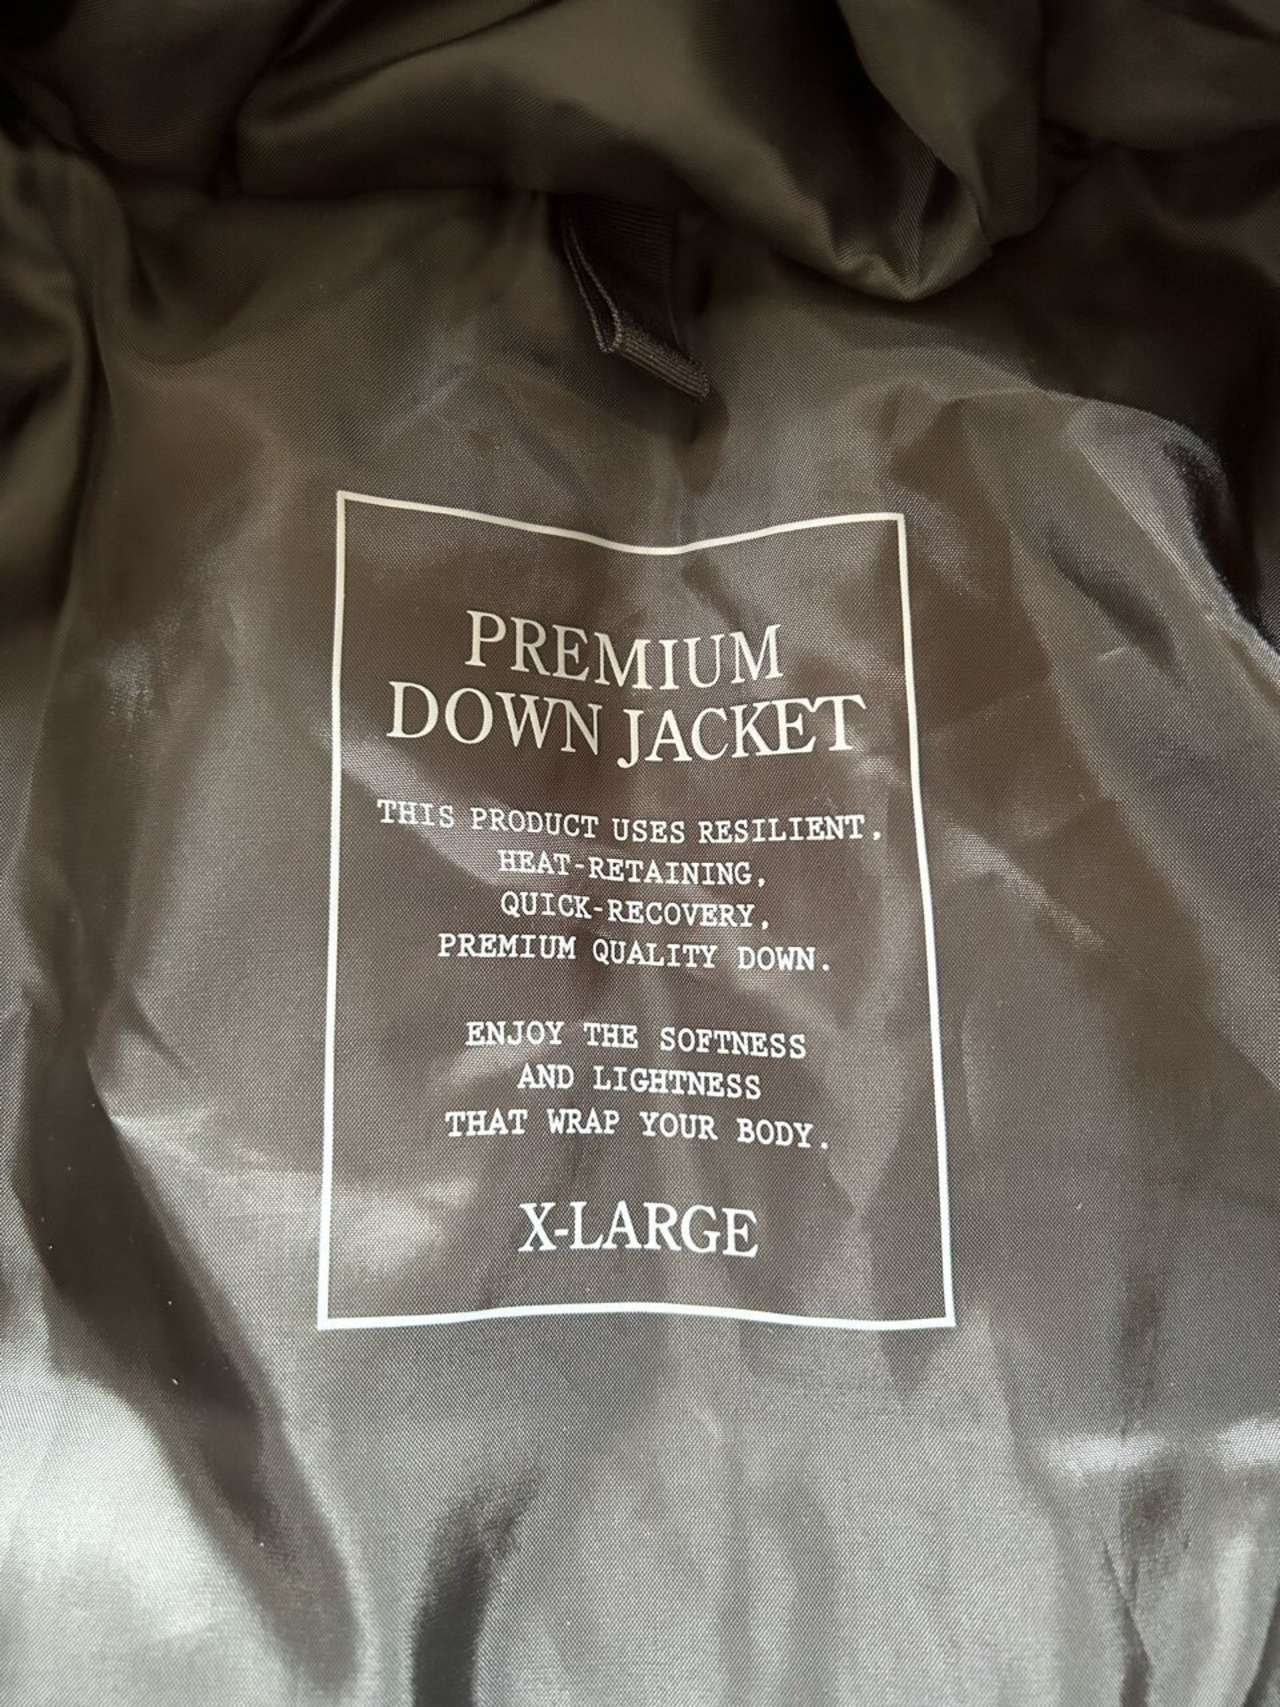 PREMIUM
DOWN JACKET
THIS PRODUCT USES RESILIENT,
HEAT-RETAINING,
QUICK-RECOVERY,
PREMIUM QUALITY DOWN.
ENJOY THE SOFTNESS
AND LIGHTNESS
THAT WRAP YOUR BODY.
X-LARGE